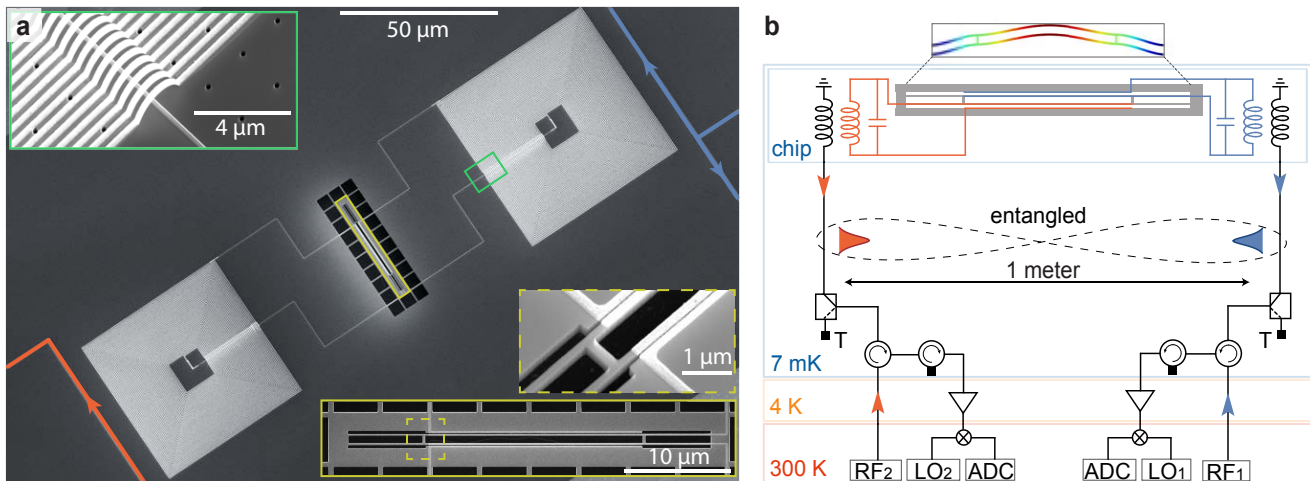 a
50 µm
4 µm
1 µm
10 µm
b
chip
entangled
1 meter
T
T
7 mK
4 K
300 K
RF2 LO2 ADC ADC LO1 RF1